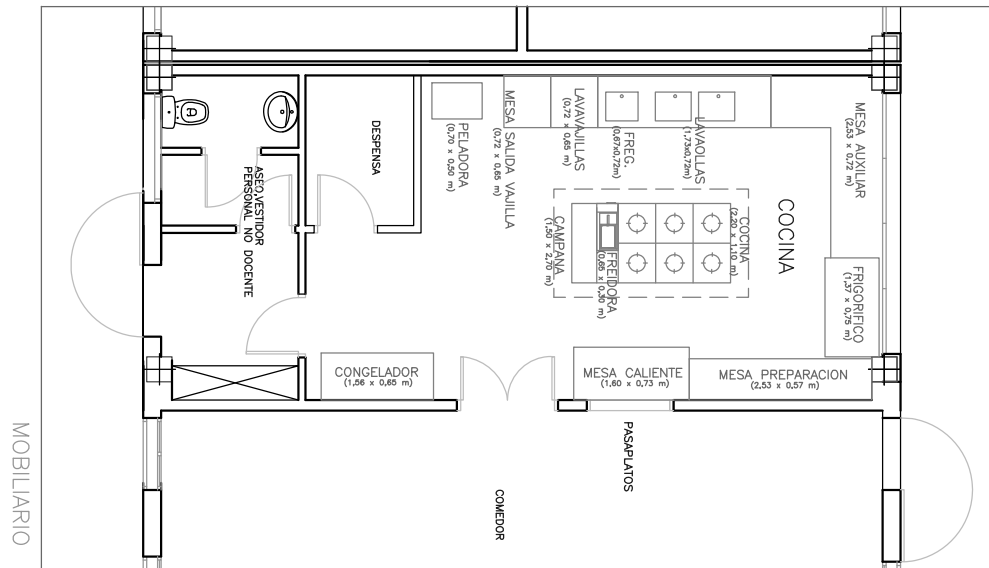 MESA SALIDA VAJILLA
(0,72 x 0,65 m)
LAVAVAJILLAS
(0,72 x 0,65 m)
FREG.
(0,67x0,72m)
LAVAOLLAS
(1,73x0,72m)
MESA AUXILIAR
(2,53 x 0,72 m)
PELADORA
(0,70 x 0,50 m)
DESPENSA
ASEO,VESTIDOR
PERSONAL NO DOCENTE
COCINA
CAMPANA
(1,50 x 2,70 m)
FREIDORA
(0,65 x 0,30 m)
COCINA
(2,20 x 1,10 m)
FRIGORIFICO
(1,37 x 0,75 m)
CONGELADOR
(1,56 x 0,65 m)
MESA CALIENTE
(1,60 x 0,73 m)
MESA PREPARACION
(2,53 x 0,57 m)
PASAPLATOS
COMEDOR
MOBILIARIO